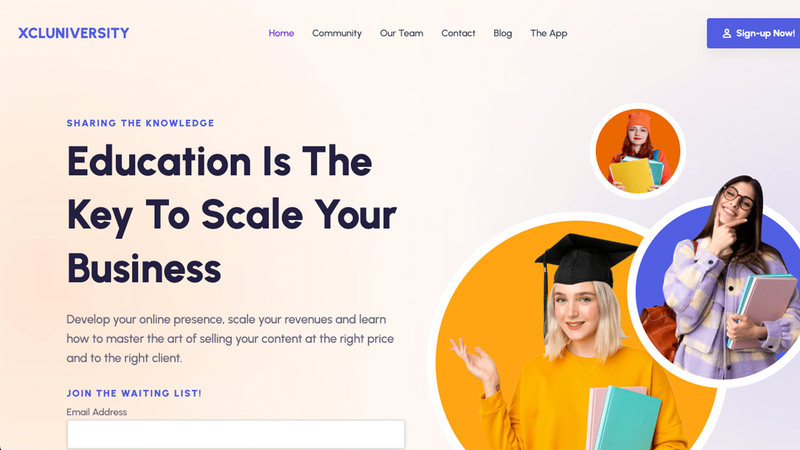 XCLUNIVERSITY
Home Community Our Team Contact Blog The App
Sign-up Now!
SHARING THE KNOWLEDGE
Education Is The
Key To Scale Your
Business
Develop your online presence, scale your revenues and learn
how to master the art of selling your content at the right price
and to the right client.
JOIN THE WAITING LIST!
Email Address